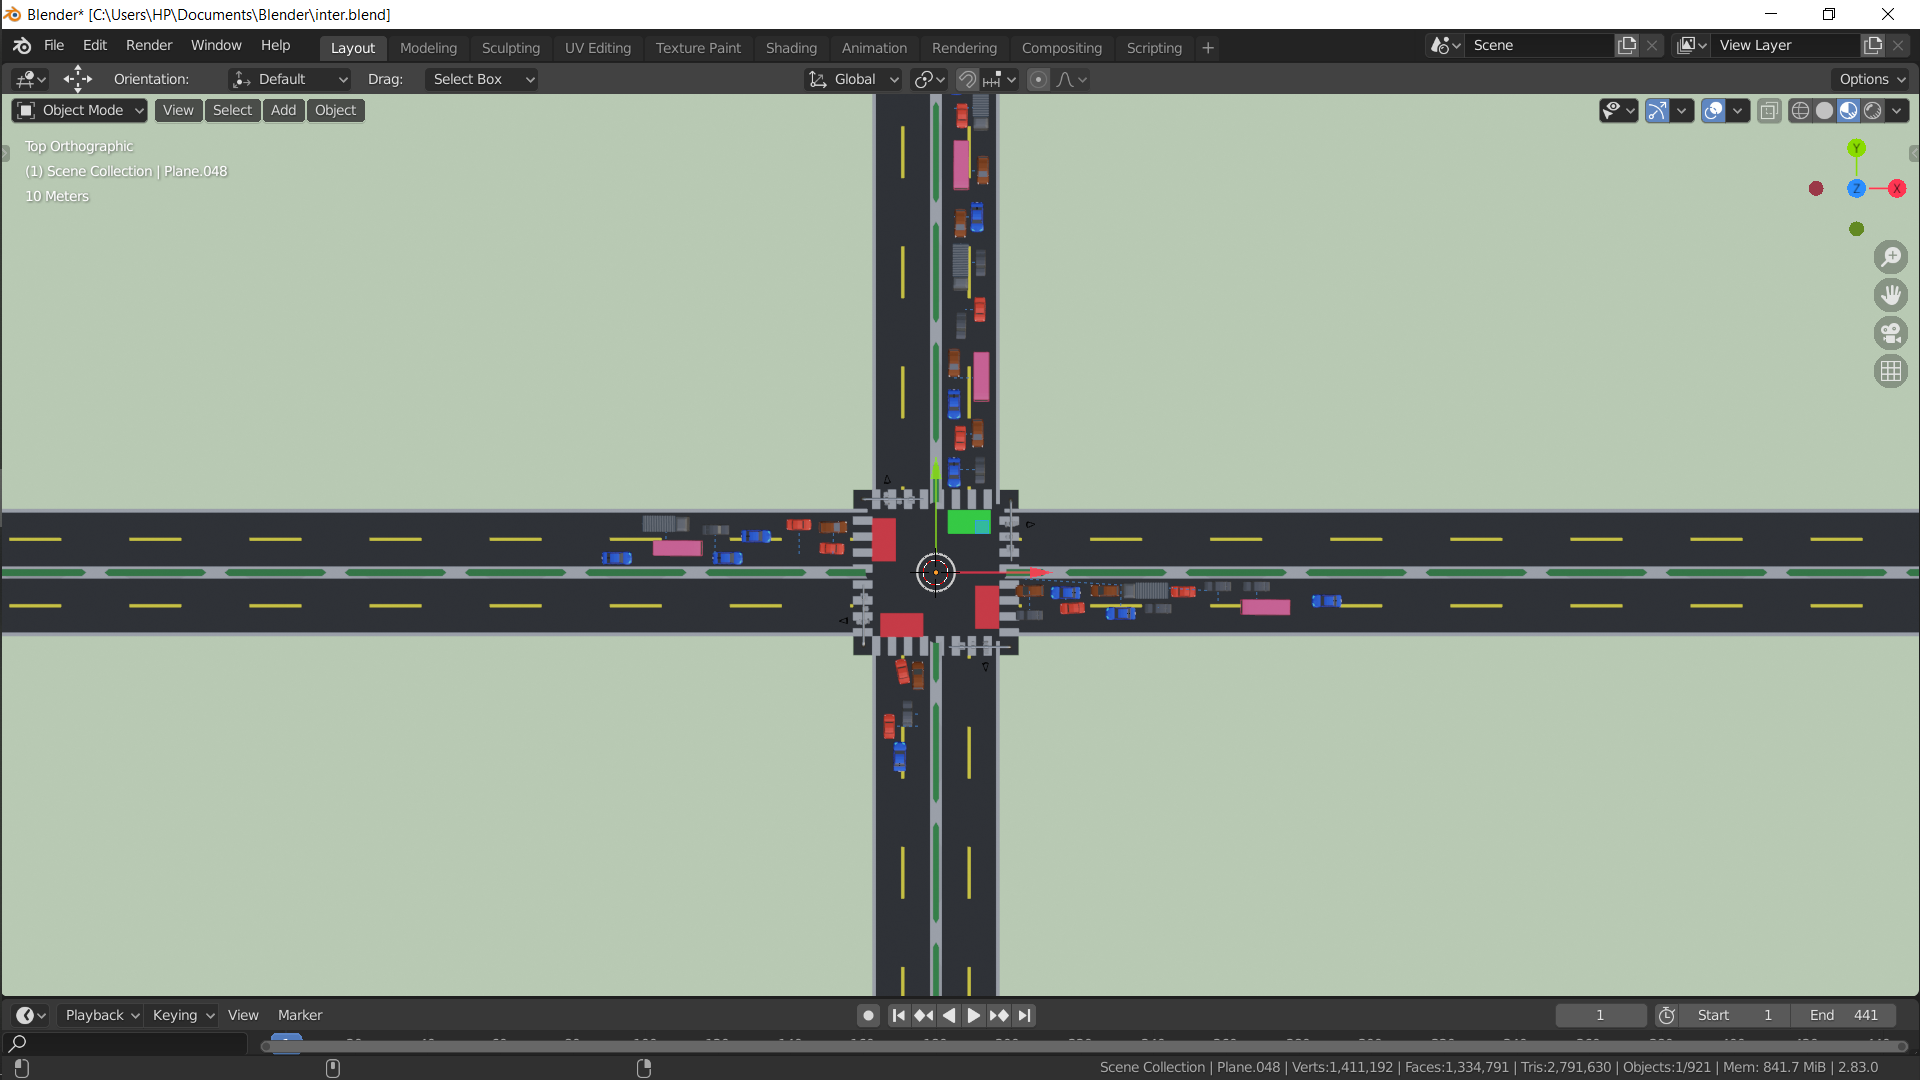 Blender* [C:\Users\HP\Documents\Blender\inter.blend]
File Edit Render Window Help Layout Modeling Sculpting UV Editing Texture Paint Shading Animation Rendering Compositing Scripting + Scene View Layer
Orientation: Default Drag: Select Box Global Options
Object Mode View Select Add Object
Top Orthographic
(1) Scene Collection | Plane.048
10 Meters
Y
Z X
Playback Keying View Marker 1 Start 1 End 441
Scene Collection | Plane.048 | Verts:1,411,192 | Faces:1,334,791 | Tris:2,791,630 | Objects:1/921 | Mem: 841.7 MiB | 2.83.0